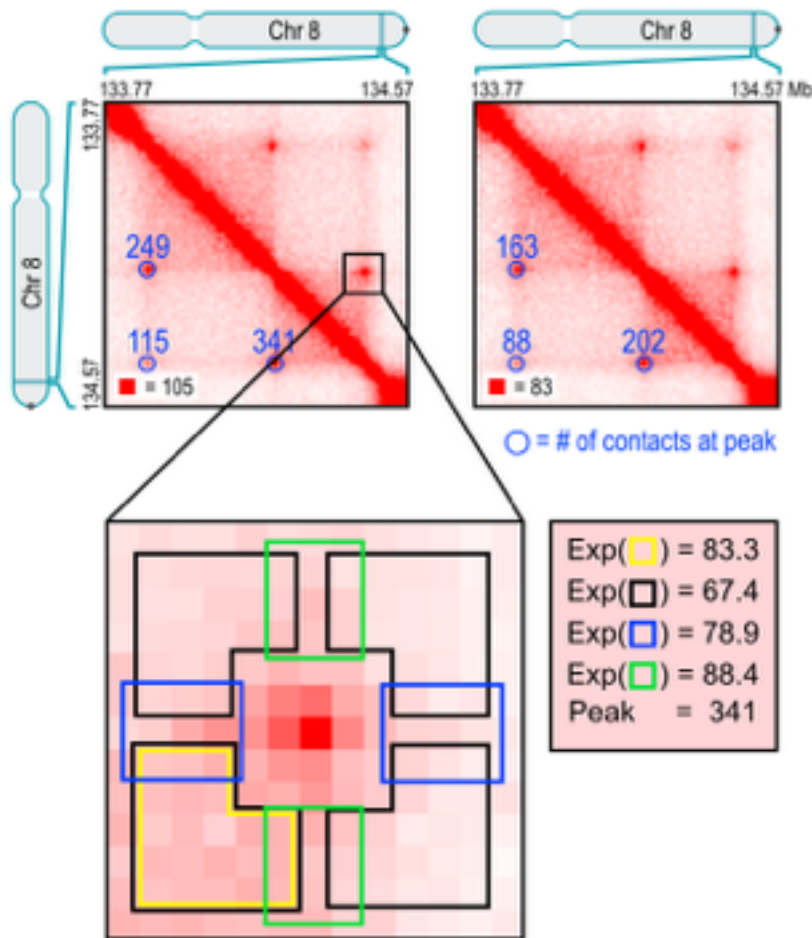 Chr 8
Chr 8
133.77 134.57
133.77 134.57 Mb
Chr 8
133.77
134.57
249
115
341
= 105
163
88
202
= 83
= # of contacts at peak
Exp( ) = 83.3
Exp( ) = 67.4
Exp( ) = 78.9
Exp( ) = 88.4
Peak = 341